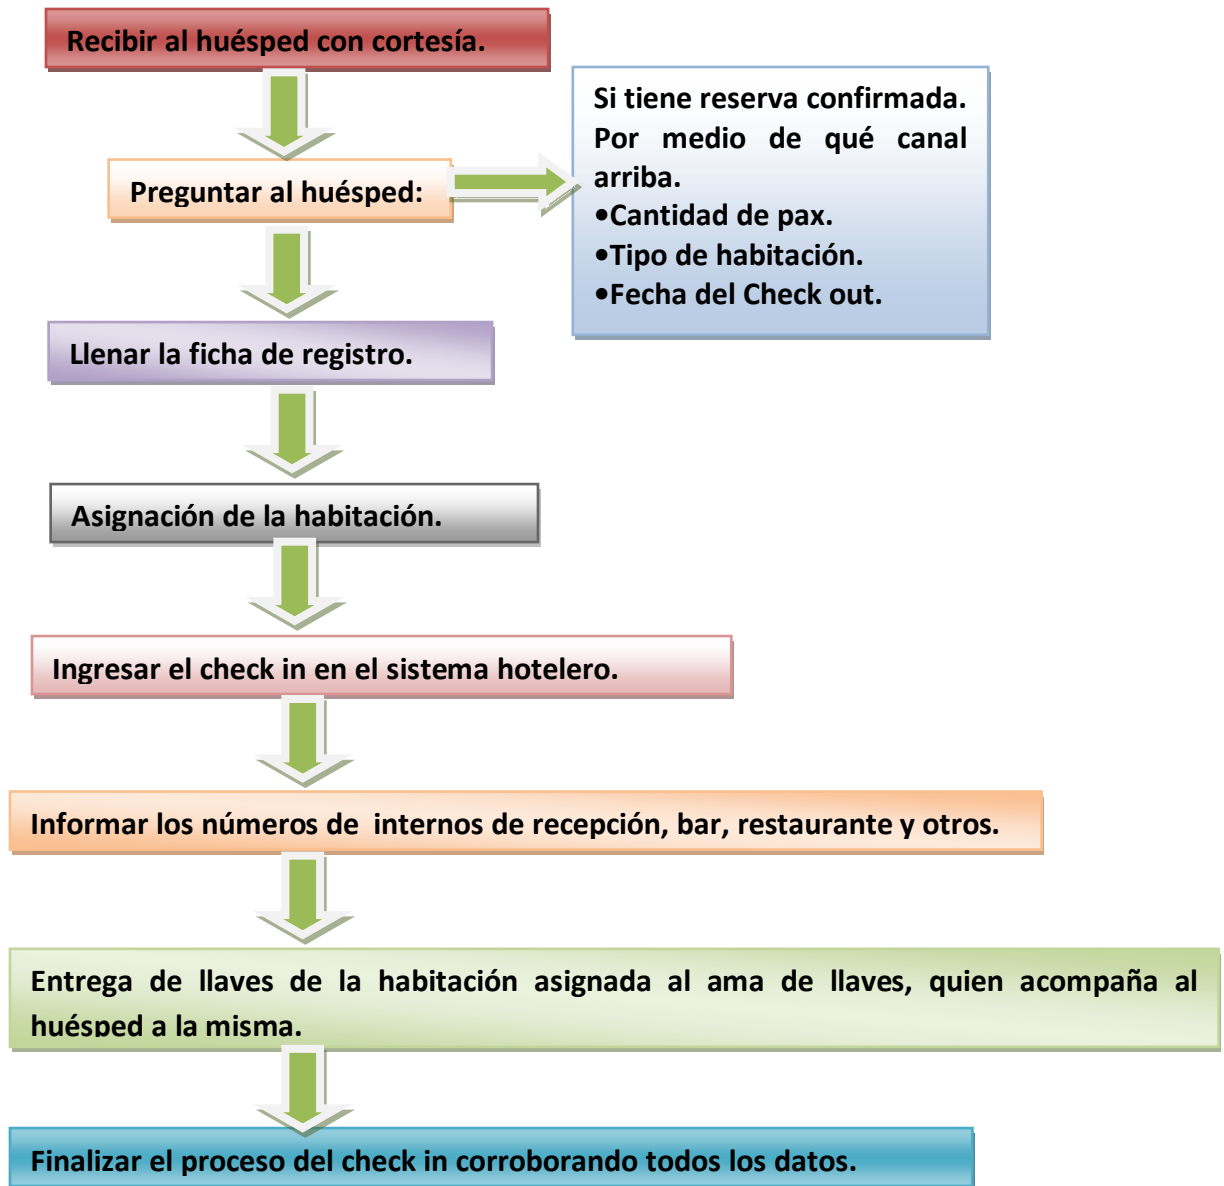 Recibir al huésped con cortesía.
Preguntar al huésped:
Si tiene reserva confirmada.
Por medio de qué canal
arriba.
•Cantidad de pax.
•Tipo de habitación.
•Fecha del Check out.
Llenar la ficha de registro.
Asignación de la habitación.
Ingresar el check in en el sistema hotelero.
Informar los números de internos de recepción, bar, restaurante y otros.
Entrega de llaves de la habitación asignada al ama de llaves, quien acompaña al
huésped a la misma.
Finalizar el proceso del check in corroborando todos los datos.